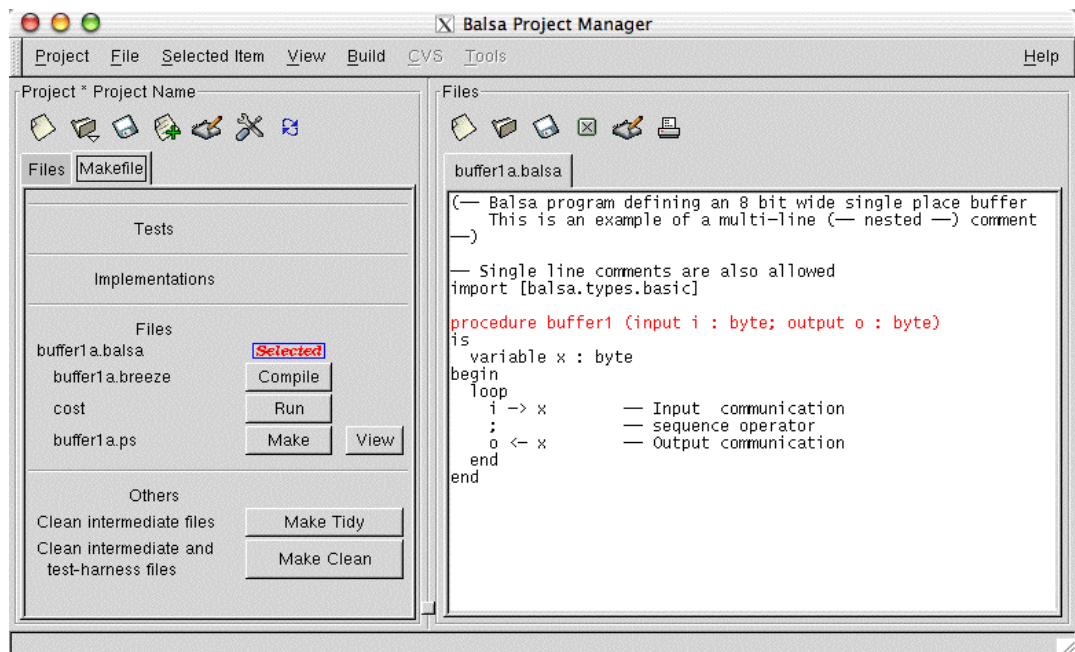 Balsa Project Manager
Project File Selected Item View Build CVS Tools Help
Project * Project Name
Files Makefile
Tests
Implementations
Files
buffer1a.balsa Selected
buffer1a.breeze Compile
cost Run
buffer1a.ps Make View
Others
Clean intermediate files Make Tidy
Clean intermediate and
test-harness files Make Clean
Files
buffer1a.balsa
(–– Balsa program defining an 8 bit wide single place buffer
This is an example of a multi–line (–– nested ––) comment
––)
–– Single line comments are also allowed
import [balsa.types.basic]
procedure buffer1 (input i : byte; output o : byte)
is
variable x : byte
begin
loop
i –> x –– Input communication
; –– sequence operator
o <– x –– Output communication
end
end